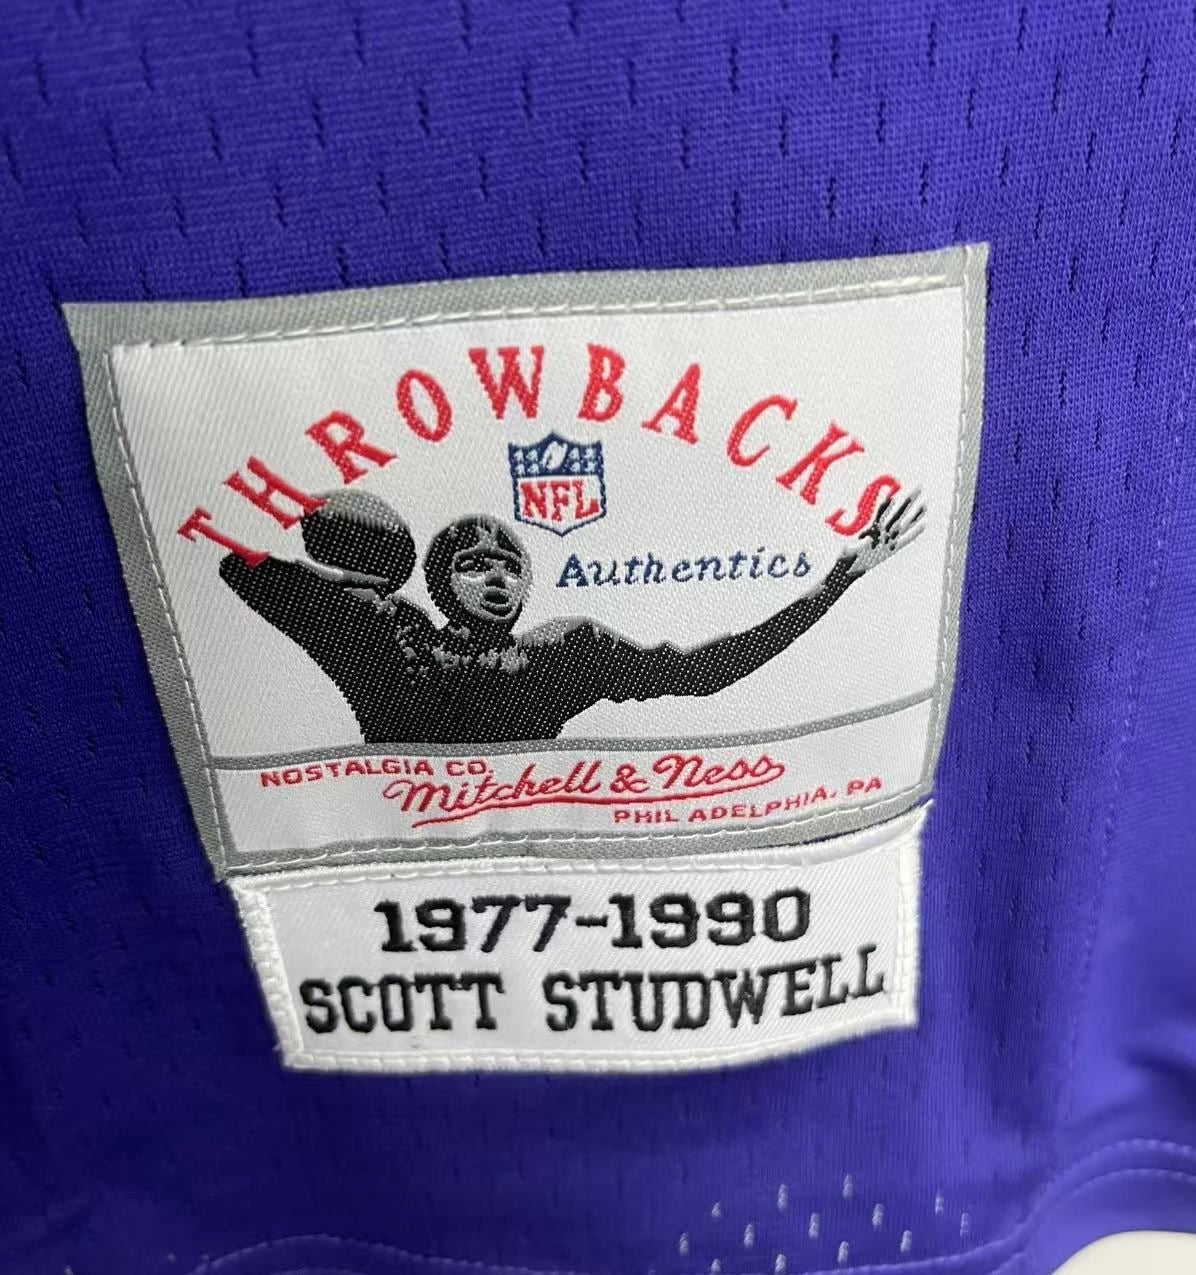 THROWBACKS
NFL
Authentics
NOSTALGIA CO.
Mitchell & Ness
PHILADELPHIA, PA
1977-1990
SCOTT STUDWELL